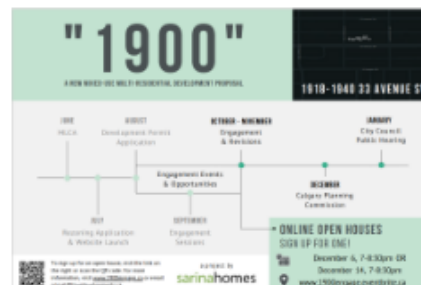 "1900"
A NEW MIXED-USE MULTI-RESIDENTIAL DEVELOPMENT PROPOSAL
1918-1940 33 AVENUE S
JUNE
AUGUST
Development Permit
Application
OCTOBER - NOVEMBER
Engagement
& Revisions
JANUARY
City Council
Public Hearing
Engagement Events
& Opportunities
JULY
Rezoning Application
& Website Launch
SEPTEMBER
Engagement
Sessions
DECEMBER
Calgary Planning
Commission
ONLINE OPEN HOUSES
SIGN UP FOR ONE!
December 6, 7-8:30pm OR
December 14, 7-8:30pm
sarinahomes